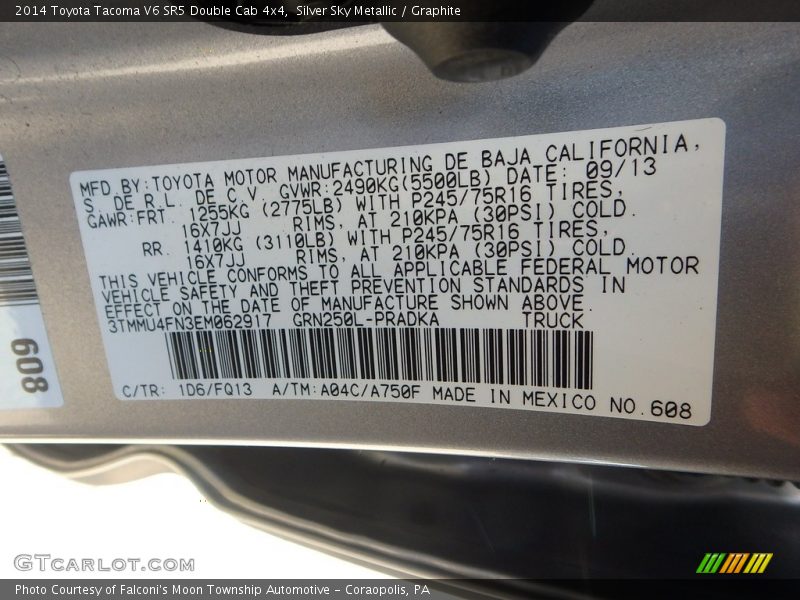 2014 Toyota Tacoma V6 SR5 Double Cab 4x4,  Silver Sky Metallic / Graphite
MFD.BY:TOYOTA MOTOR MANUFACTURING DE BAJA CALIFORNIA,
S. DE R.L. DE C.V. GVWR:2490KG(5500LB) DATE: 09/13
GAWR:FRT. 1255KG (2775LB) WITH P245/75R16 TIRES,
16X7JJ RIMS, AT 210KPA (30PSI) COLD.
RR. 1410KG (3110LB) WITH P245/75R16 TIRES,
16X7JJ RIMS, AT 210KPA (30PSI) COLD.
THIS VEHICLE CONFORMS TO ALL APPLICABLE FEDERAL MOTOR
VEHICLE SAFETY AND THEFT PREVENTION STANDARDS IN
EFFECT ON THE DATE OF MANUFACTURE SHOWN ABOVE.
3TMMU4FN3EM062917 GRN250L-PRADKA TRUCK
C/TR: 1D6/FQ13 A/TM:A04C/A750F MADE IN MEXICO NO.608
608
GTcarlot.com
Photo Courtesy of Falconi's Moon Township Automotive - Coraopolis, PA